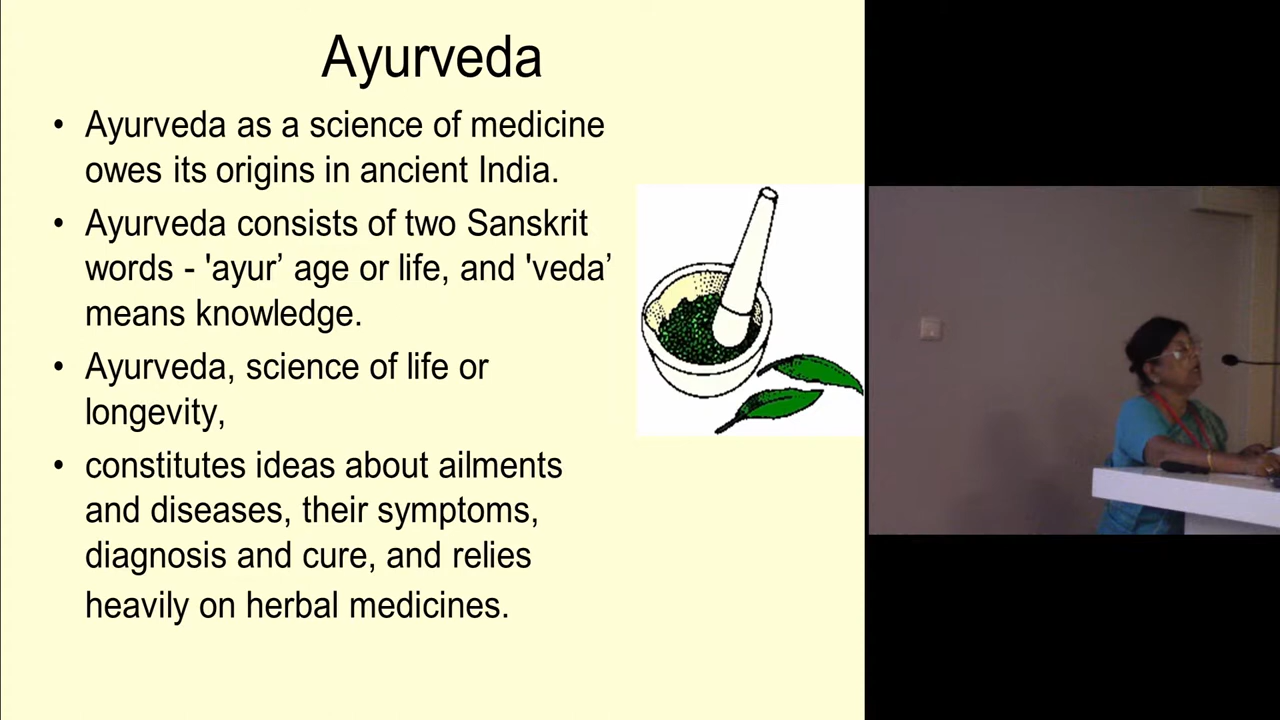 Ayurveda
• Ayurveda as a science of medicine
owes its origins in ancient India.
• Ayurveda consists of two Sanskrit
words - 'ayur’ age or life, and 'veda’
means knowledge.
• Ayurveda, science of life or
longevity,
• constitutes ideas about ailments
and diseases, their symptoms,
diagnosis and cure, and relies
heavily on herbal medicines.